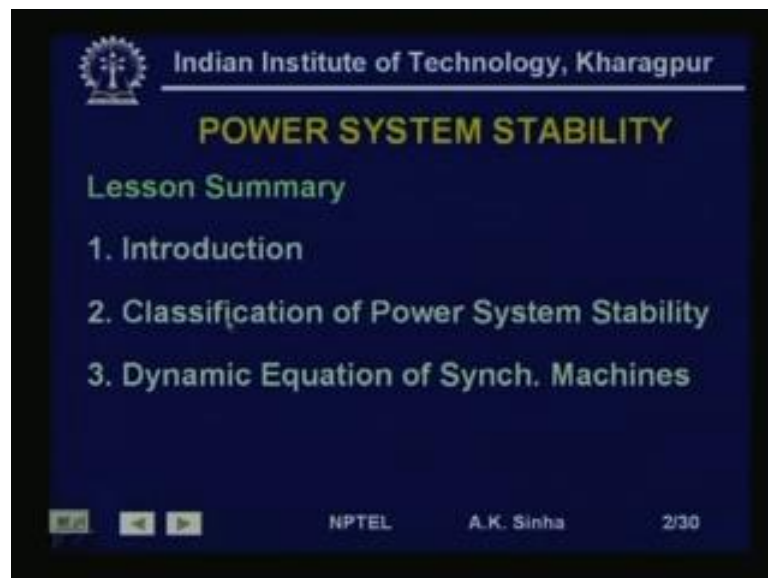 Indian Institute of Technology, Kharagpur
POWER SYSTEM STABILITY
Lesson Summary
1. Introduction
2. Classification of Power System Stability
3. Dynamic Equation of Synch. Machines
NPTEL A.K. Sinha 2/30